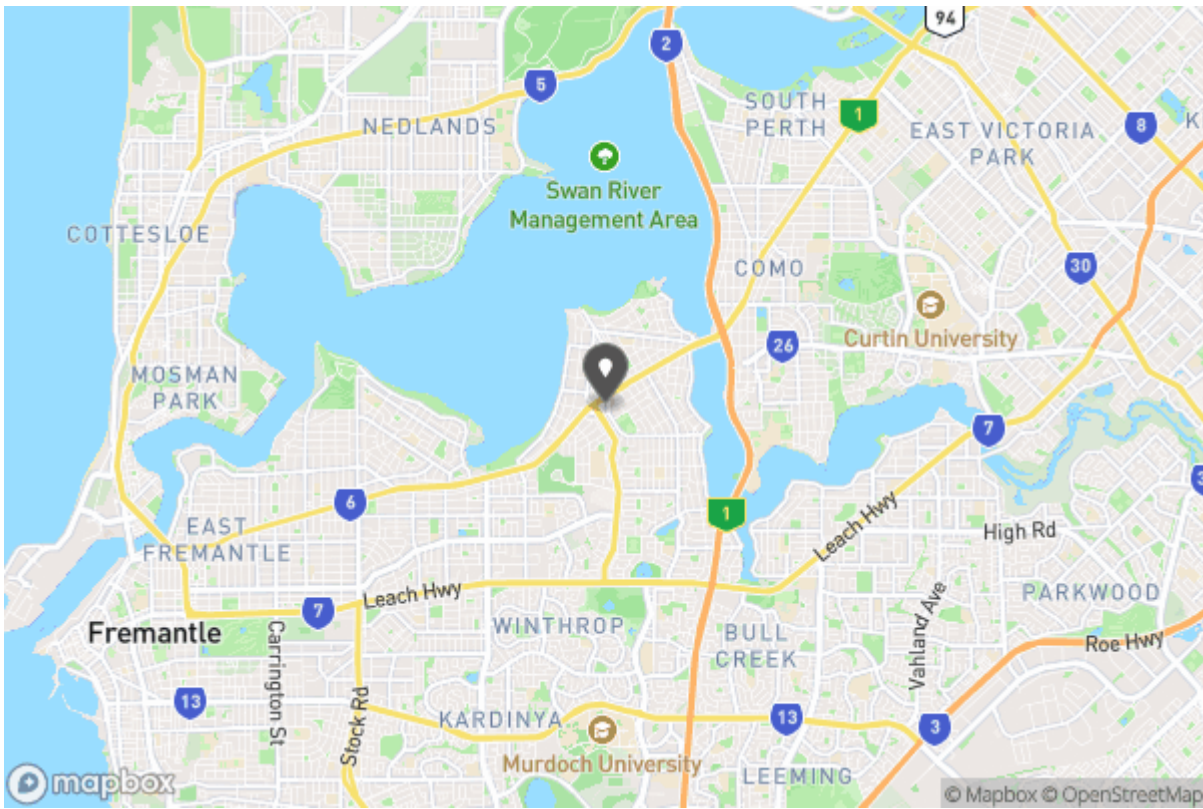 94
2
5
SOUTH
PERTH
1
NEDLANDS
EAST VICTORIA
PARK
8
K
Swan River
Management Area
COTTESLOE
COMO
30
Curtin University
26
MOSMAN
PARK
7
6
1
EAST
FREMANTLE
Leach Hwy
High Rd
Leach Hwy
PARKWOOD
7
Fremantle
Carrington St
WINTHROP
BULL
CREEK
Vahland Ave
Roe Hwy
13
Stock Rd
KARDINYA
13
3
Murdoch University
LEEMING
mapbox
© Mapbox © OpenStreetMap